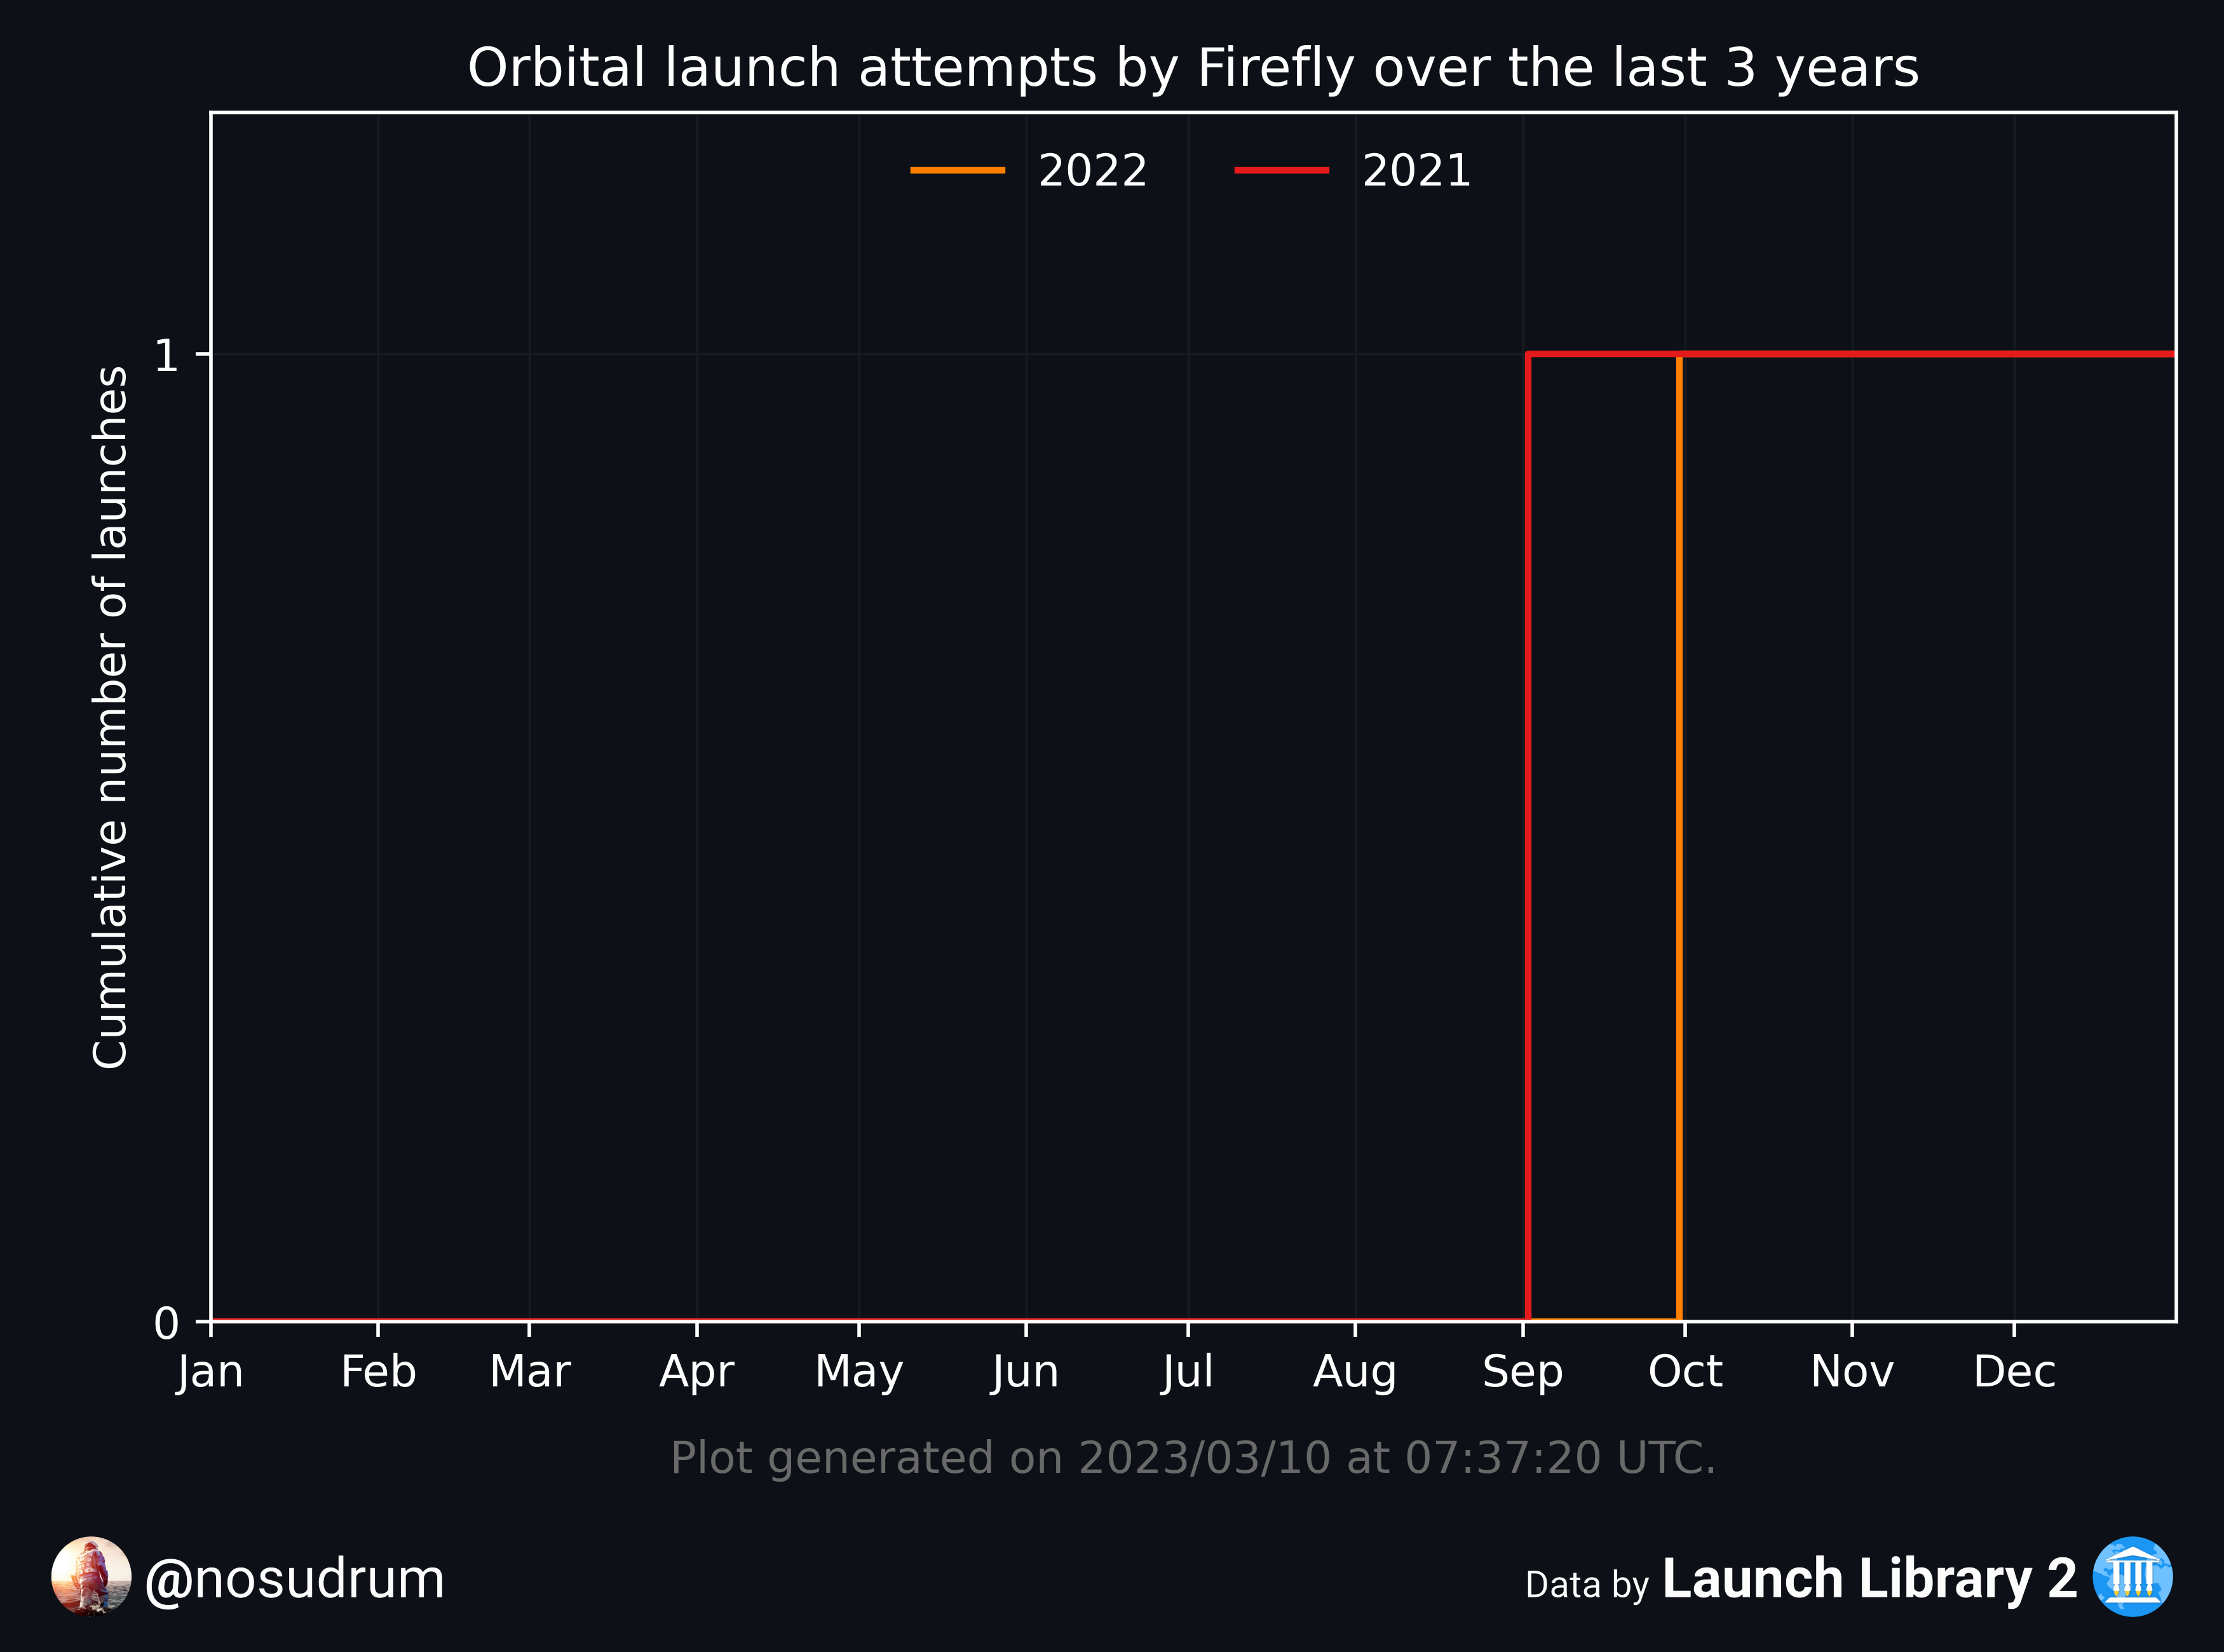 Orbital launch attempts by Firefly over the last 3 years
2022 2021
Cumulative number of launches
1
0
Jan Feb Mar Apr May Jun Jul Aug Sep Oct Nov Dec
Plot generated on 2023/03/10 at 07:37:20 UTC.
@nosudrum
Data by Launch Library 2